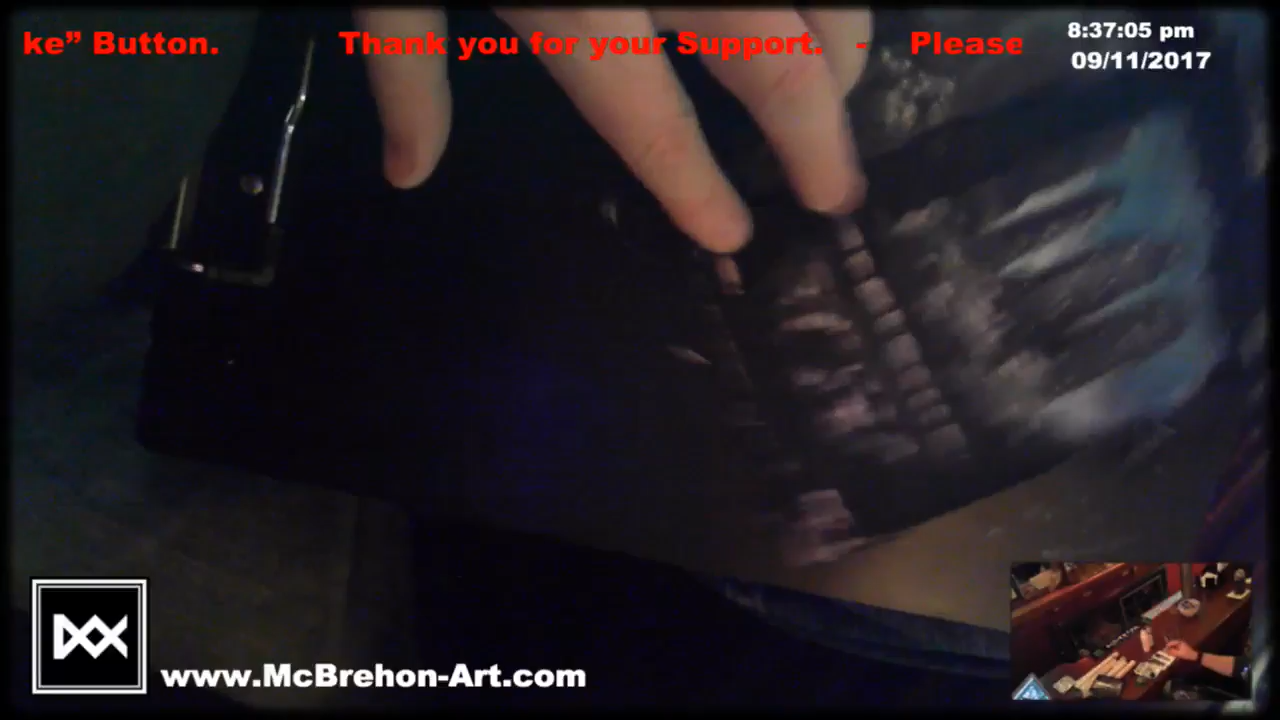 ke” Button. Thank you for your Support. - Please
8:37:05 pm
09/11/2017
www.McBrehon-Art.com